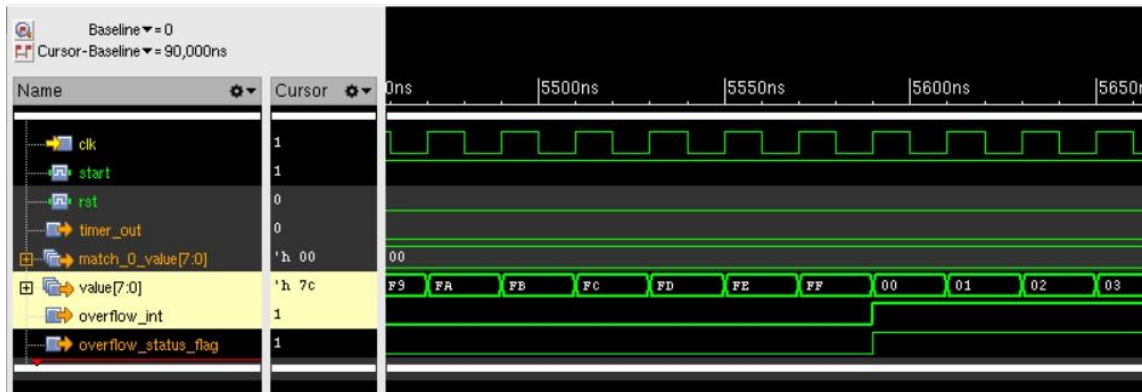 Baseline▼= 0
Cursor-Baseline▼= 90,000ns
Name Cursor 0ns 5500ns 5550ns 5600ns 5650n
clk 1
start 1
rst 0
timer_out 0
match_0_value[7:0] 'h 00 00
value[7:0] 'h 7c F9 FA FB FC FD FE FF 00 01 02 03
overflow_int 1
overflow_status_flag 1